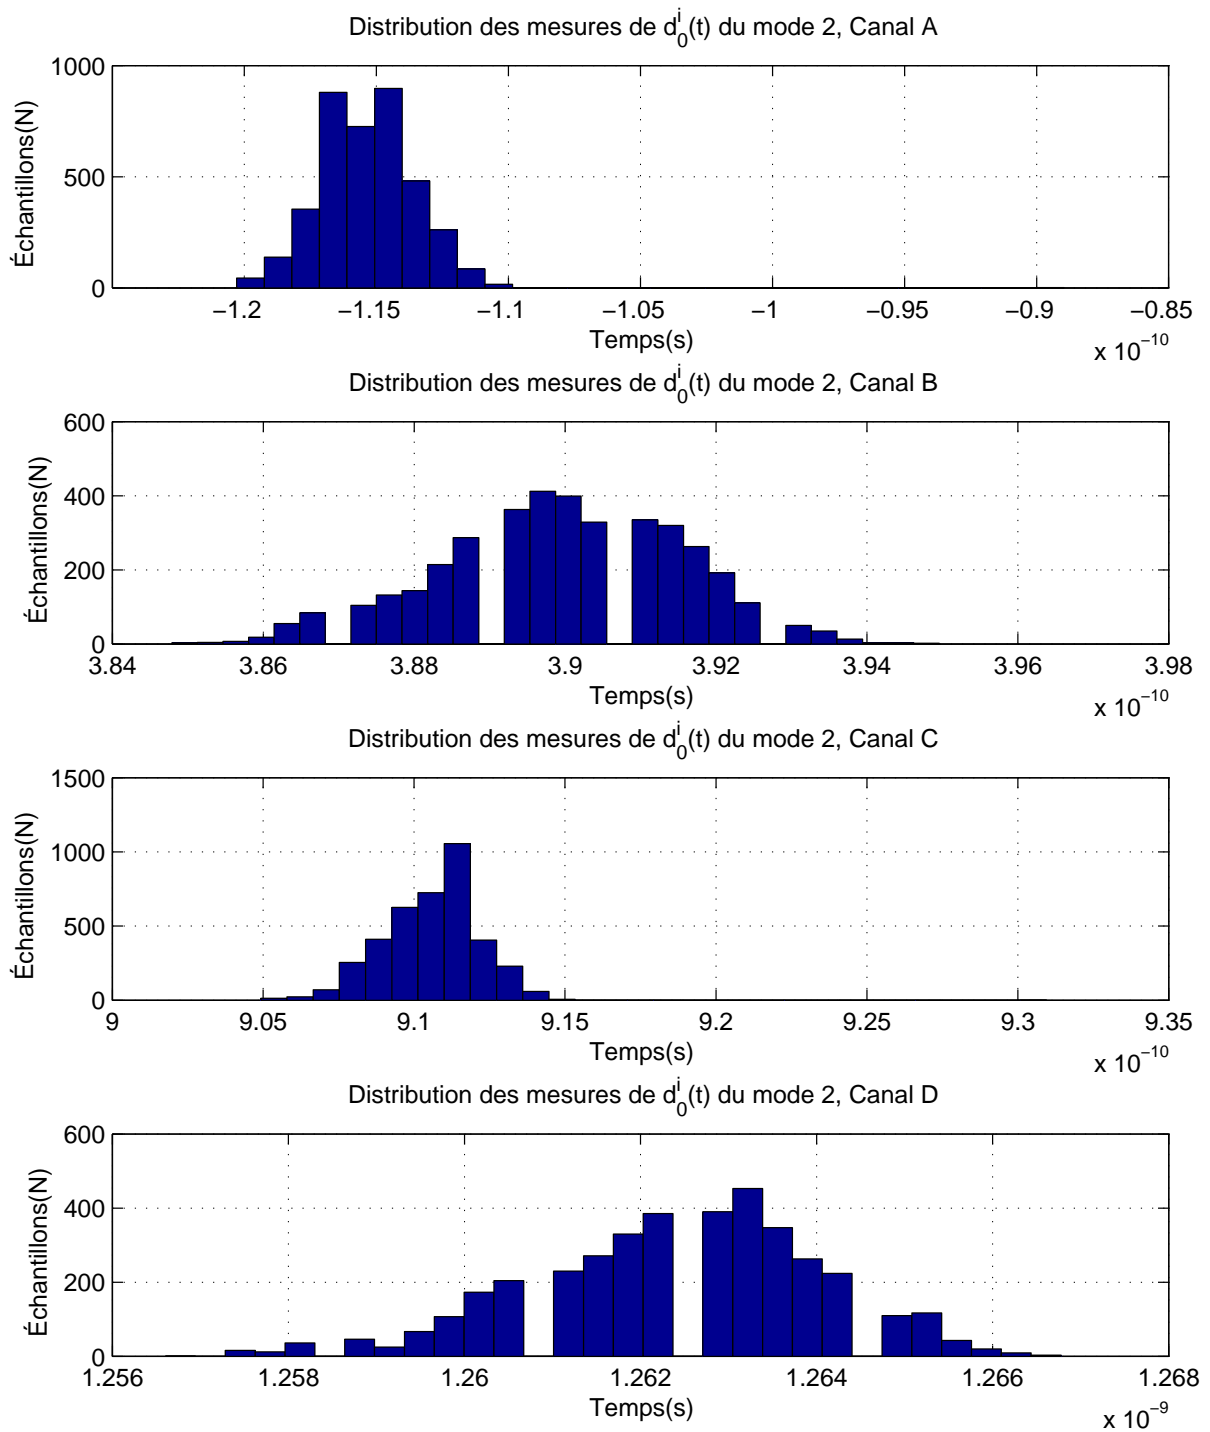 Distribution des mesures de d₀ⁱ(t) du mode 2, Canal A
1000
500
0
Échantillons(N)
−1.2 −1.15 −1.1 −1.05 −1 −0.95 −0.9 −0.85
Temps(s)
x 10⁻¹⁰
Distribution des mesures de d₀ⁱ(t) du mode 2, Canal B
600
400
200
0
Échantillons(N)
3.84 3.86 3.88 3.9 3.92 3.94 3.96 3.98
Temps(s)
x 10⁻¹⁰
Distribution des mesures de d₀ⁱ(t) du mode 2, Canal C
1500
1000
500
0
Échantillons(N)
9 9.05 9.1 9.15 9.2 9.25 9.3 9.35
Temps(s)
x 10⁻¹⁰
Distribution des mesures de d₀ⁱ(t) du mode 2, Canal D
600
400
200
0
Échantillons(N)
1.256 1.258 1.26 1.262 1.264 1.266 1.268
Temps(s)
x 10⁻⁹